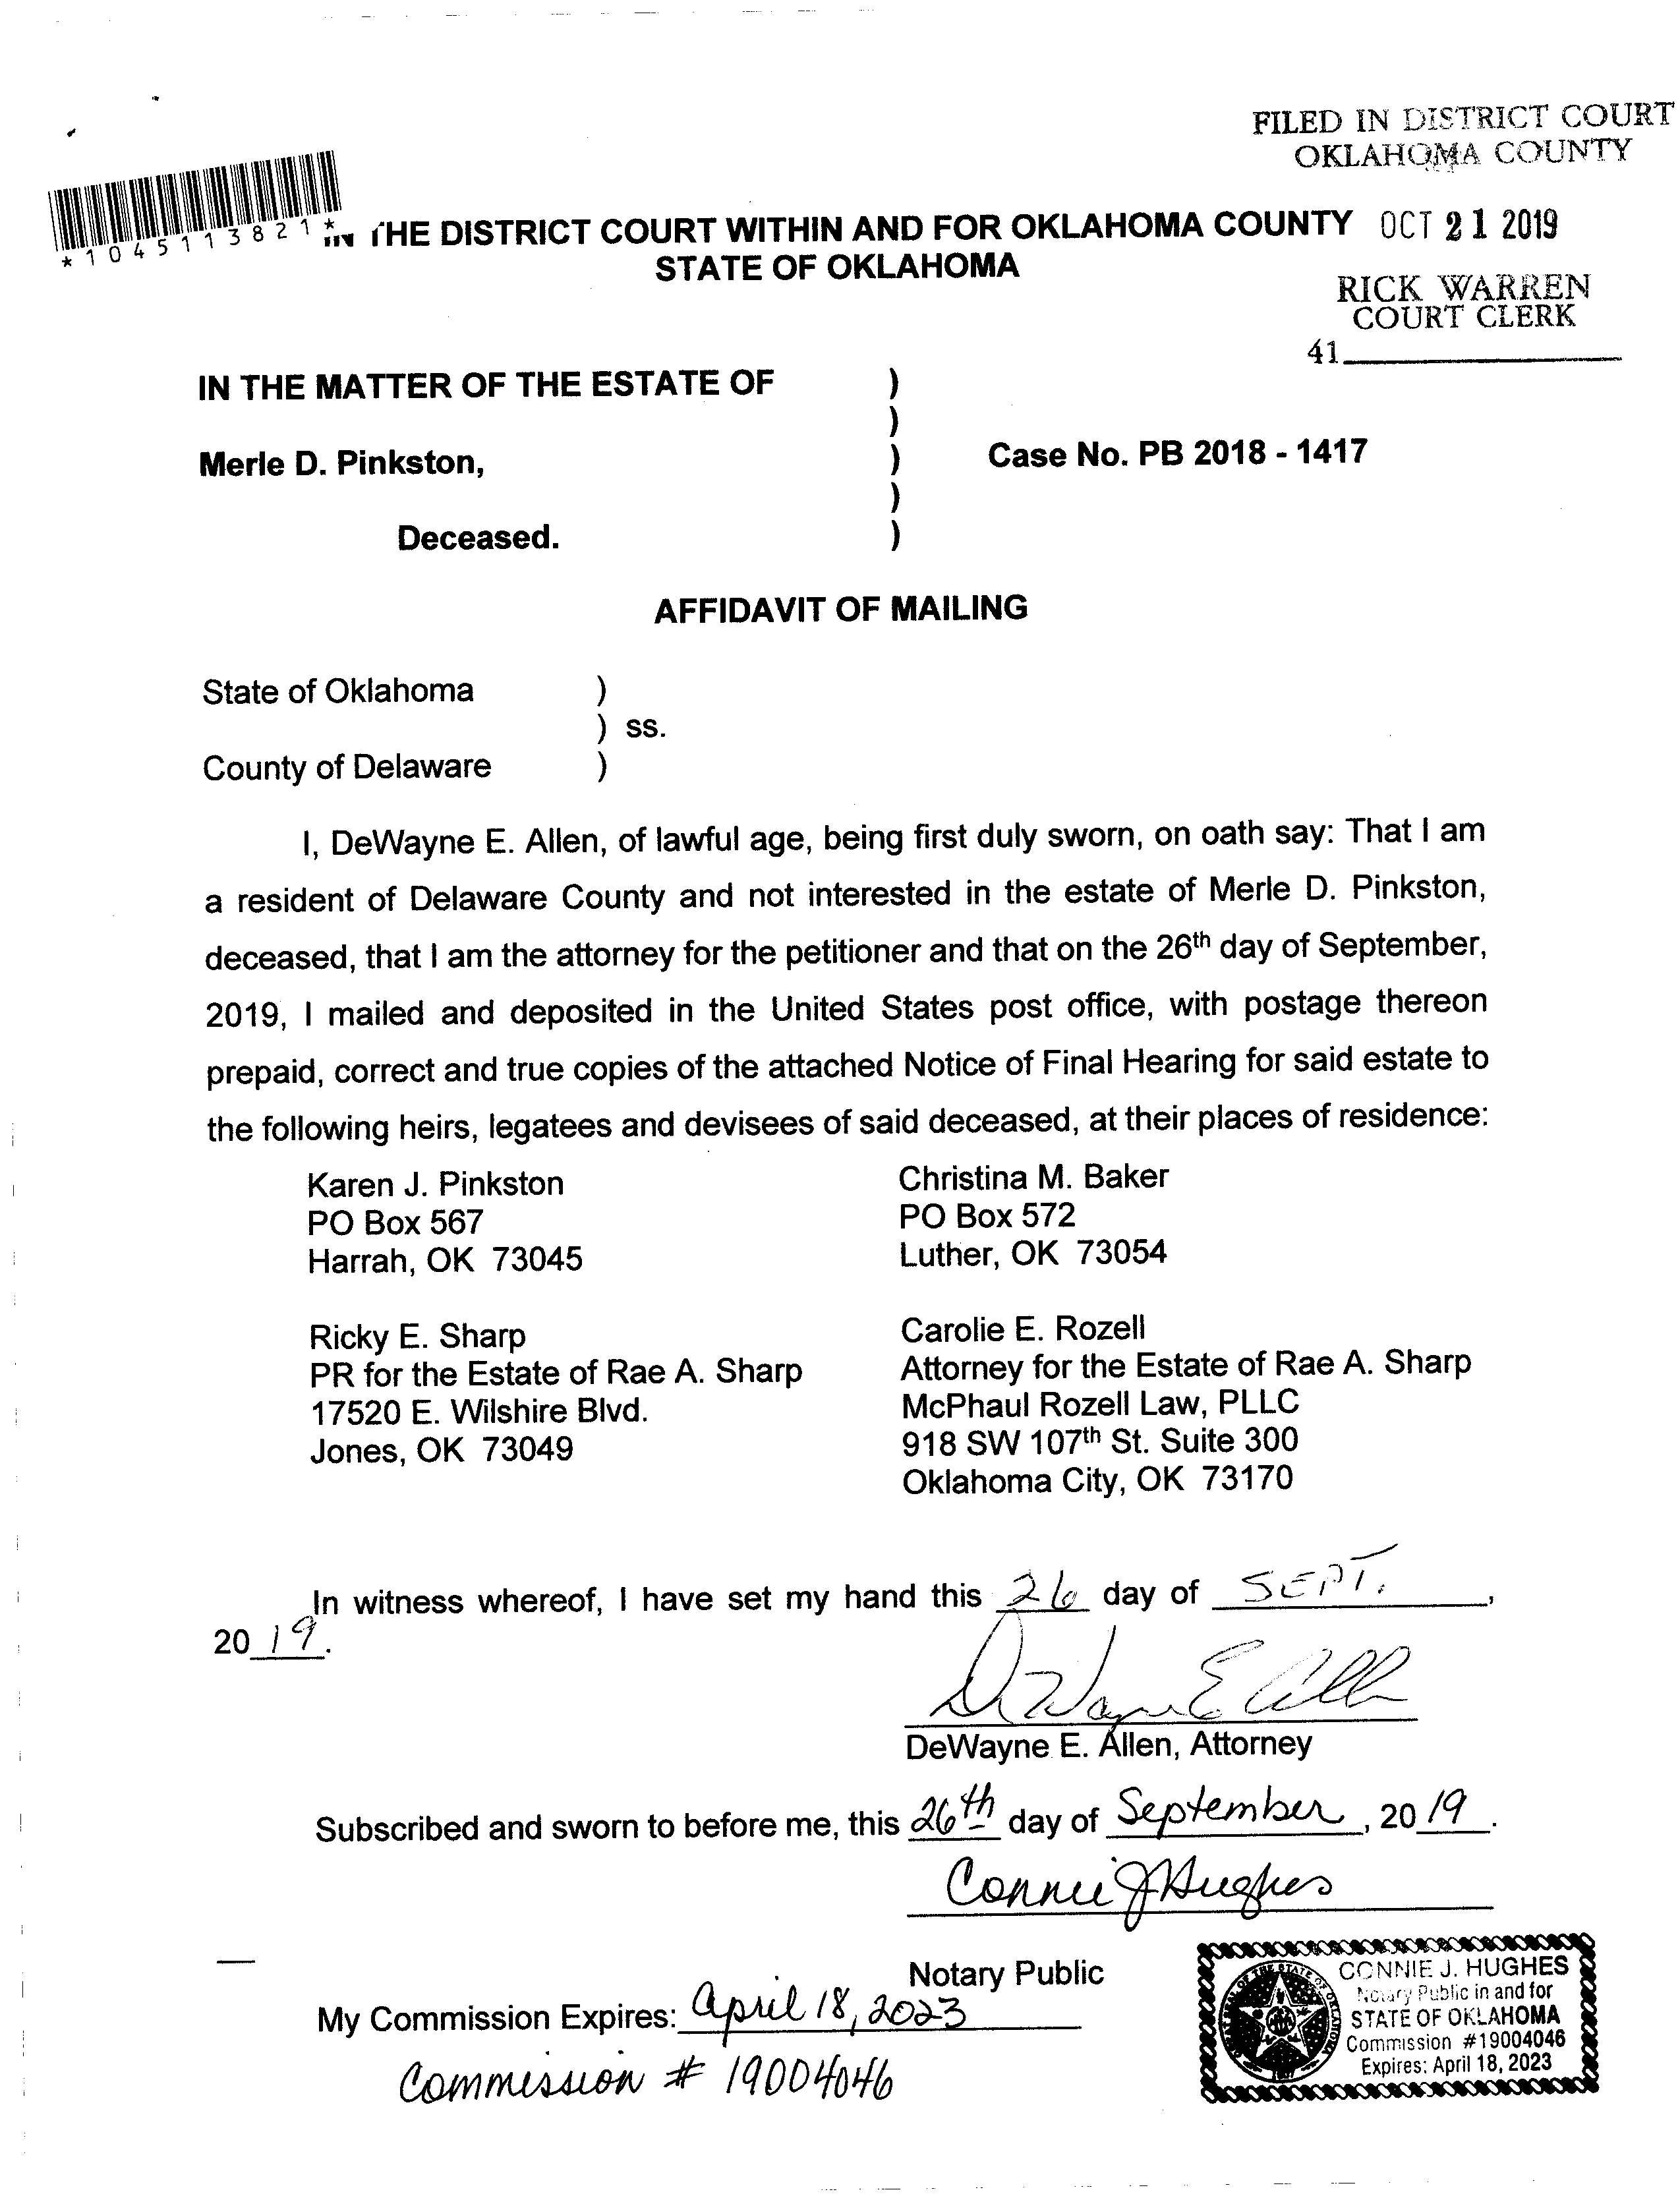 FILED IN DISTRICT COURT
OKLAHOMA COUNTY
*1045113821*
IN THE DISTRICT COURT WITHIN AND FOR OKLAHOMA COUNTY OCT 21 2019
STATE OF OKLAHOMA
RICK WARREN
COURT CLERK
41
IN THE MATTER OF THE ESTATE OF )
)
Merle D. Pinkston, ) Case No. PB 2018 - 1417
)
Deceased. )
AFFIDAVIT OF MAILING
State of Oklahoma )
) ss.
County of Delaware )
I, DeWayne E. Allen, of lawful age, being first duly sworn, on oath say: That I am
a resident of Delaware County and not interested in the estate of Merle D. Pinkston,
deceased, that I am the attorney for the petitioner and that on the 26th day of September,
2019, I mailed and deposited in the United States post office, with postage thereon
prepaid, correct and true copies of the attached Notice of Final Hearing for said estate to
the following heirs, legatees and devisees of said deceased, at their places of residence:
Karen J. Pinkston
PO Box 567
Harrah, OK 73045
Christina M. Baker
PO Box 572
Luther, OK 73054
Ricky E. Sharp
PR for the Estate of Rae A. Sharp
17520 E. Wilshire Blvd.
Jones, OK 73049
Carolie E. Rozell
Attorney for the Estate of Rae A. Sharp
McPhaul Rozell Law, PLLC
918 SW 107th St. Suite 300
Oklahoma City, OK 73170
In witness whereof, I have set my hand this 26 day of SEPT.,
2019.
DeWayne E Allen
DeWayne E. Allen, Attorney
Subscribed and sworn to before me, this 26th day of September, 2019.
Connie J Hughes
Notary Public
My Commission Expires: April 18, 2023
Commission # 19004046
CONNIE J. HUGHES
Notary Public in and for
STATE OF OKLAHOMA
Commission #19004046
Expires: April 18, 2023